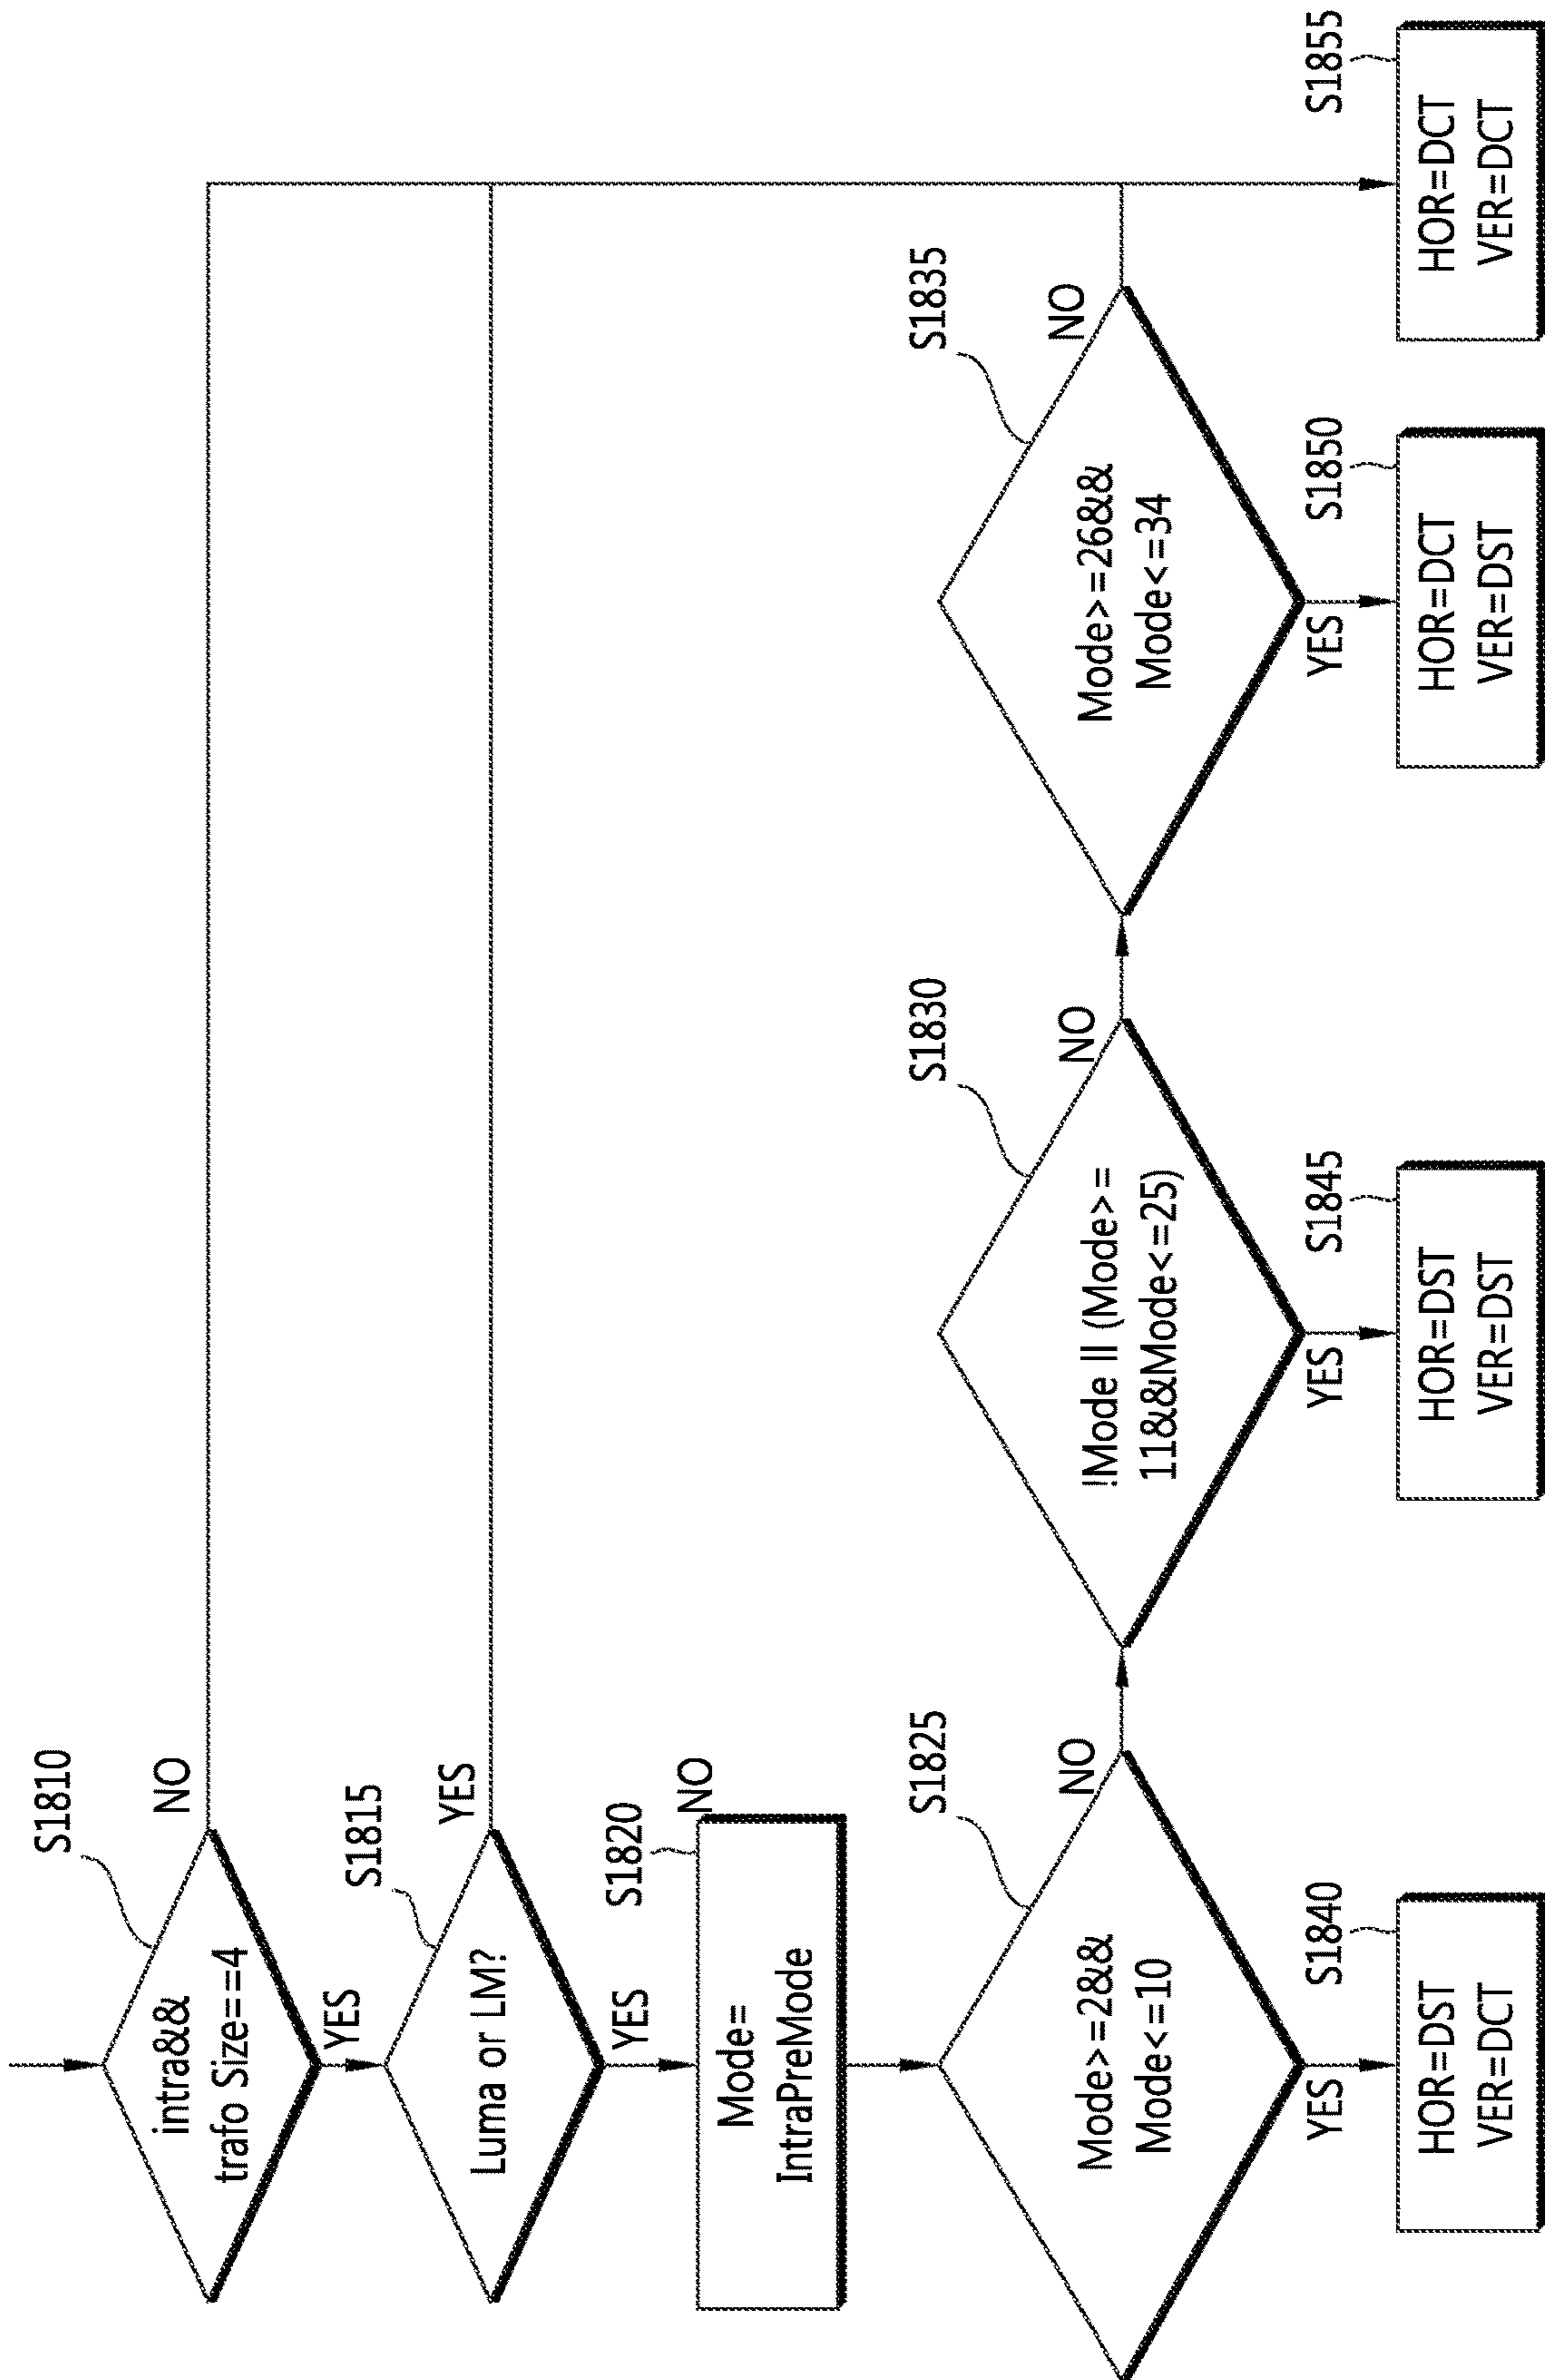 S1810
intra&&
trafo Size==4
NO
YES
S1815
Luma or LM?
YES
YES
S1820
NO
Mode=
IntraPreMode
S1825
Mode>=2&&
Mode<=10
NO
YES
S1830
!Mode II (Mode>=
11&&Mode<=25)
NO
YES
S1835
Mode>=26&&
Mode<=34
NO
YES
S1840
HOR=DST
VER=DCT
S1845
HOR=DST
VER=DST
S1850
HOR=DCT
VER=DST
S1855
HOR=DCT
VER=DCT